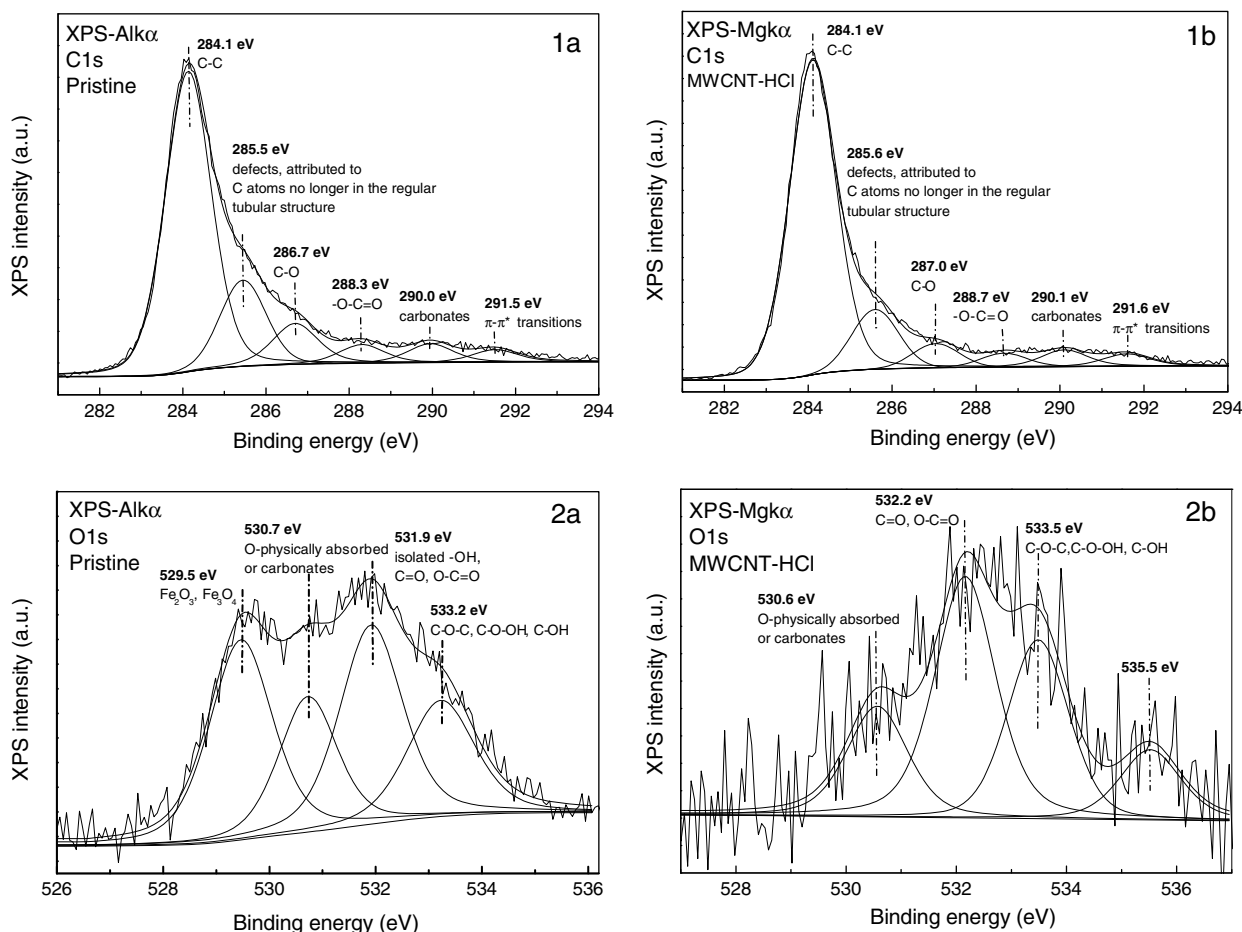 XPS-Alkα
C1s
Pristine
1a
284.1 eV
C-C
285.5 eV
defects, attributed to
C atoms no longer in the regular
tubular structure
286.7 eV
C-O
288.3 eV
-O-C=O
290.0 eV
carbonates
291.5 eV
π-π* transitions
XPS intensity (a.u.)
282 284 286 288 290 292 294
Binding energy (eV)
XPS-Mgkα
C1s
MWCNT-HCl
1b
284.1 eV
C-C
285.6 eV
defects, attributed to
C atoms no longer in the regular
tubular structure
287.0 eV
C-O
288.7 eV
-O-C=O
290.1 eV
carbonates
291.6 eV
π-π* transitions
XPS intensity (a.u.)
282 284 286 288 290 292 294
Binding energy (eV)
XPS-Alkα
O1s
Pristine
2a
529.5 eV
Fe2O3, Fe3O4
530.7 eV
O-physically absorbed
or carbonates
531.9 eV
isolated -OH,
C=O, O-C=O
533.2 eV
C-O-C, C-O-OH, C-OH
XPS intensity (a.u.)
526 528 530 532 534 536
Binding energy (eV)
XPS-Mgkα
O1s
MWCNT-HCl
2b
532.2 eV
C=O, O-C=O
533.5 eV
C-O-C,C-O-OH, C-OH
530.6 eV
O-physically absorbed
or carbonates
535.5 eV
XPS intensity (a.u.)
528 530 532 534 536
Binding energy (eV)